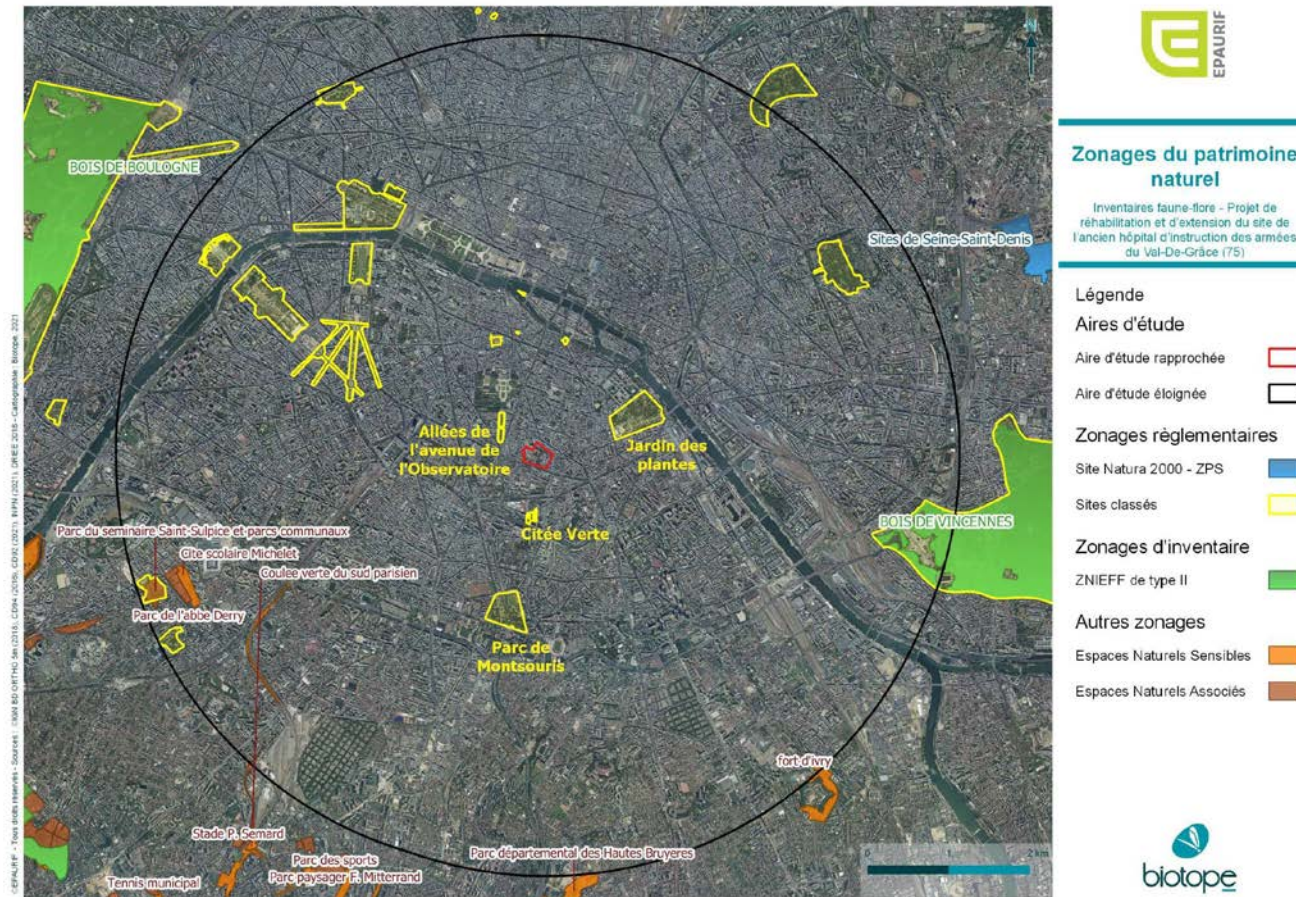 BOIS DE BOULOGNE
Sites de Seine-Saint-Denis
Allées de
l'avenue de
l'Observatoire
Jardin des
plantes
Citée Verte
BOIS DE VINCENNES
Parc du seminaire Saint-Sulpice et parcs communaux
Cite scolaire Michelet
Coulee verte du sud parisien
Parc de l'abbe Derry
Parc de
Montsouris
fort d'ivry
Stade P. Semard
Parc des sports
Parc paysager F. Mitterrand
Tennis municipal
Parc départemental des Hautes Bruyeres
0 1 2 km
EPAURIF
Zonages du patrimoine
naturel
Inventaires faune-flore - Projet de
réhabilitation et d'extension du site de
l'ancien hôpital d'instruction des armées
du Val-De-Grâce (75)
Légende
Aires d'étude
Aire d'étude rapprochée
Aire d'étude éloignée
Zonages règlementaires
Site Natura 2000 - ZPS
Sites classés
Zonages d'inventaire
ZNIEFF de type II
Autres zonages
Espaces Naturels Sensibles
Espaces Naturels Associés
biotope